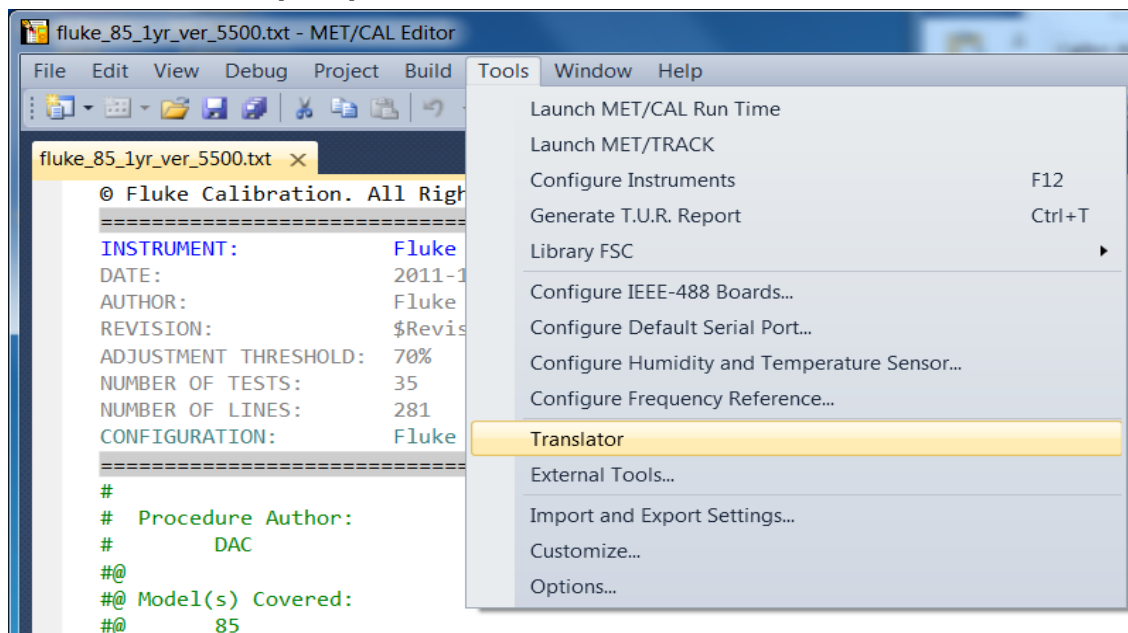 fluke_85_1yr_ver_5500.txt - MET/CAL Editor
File Edit View Debug Project Build Tools Window Help
fluke_85_1yr_ver_5500.txt
© Fluke Calibration. All Righ
=============================
INSTRUMENT: Fluke
DATE: 2011-1
AUTHOR: Fluke
REVISION: $Revis
ADJUSTMENT THRESHOLD: 70%
NUMBER OF TESTS: 35
NUMBER OF LINES: 281
CONFIGURATION: Fluke
=============================
#
# Procedure Author:
# DAC
#@
#@ Model(s) Covered:
#@ 85
Launch MET/CAL Run Time
Launch MET/TRACK
Configure Instruments F12
Generate T.U.R. Report Ctrl+T
Library FSC
Configure IEEE-488 Boards...
Configure Default Serial Port...
Configure Humidity and Temperature Sensor...
Configure Frequency Reference...
Translator
External Tools...
Import and Export Settings...
Customize...
Options...